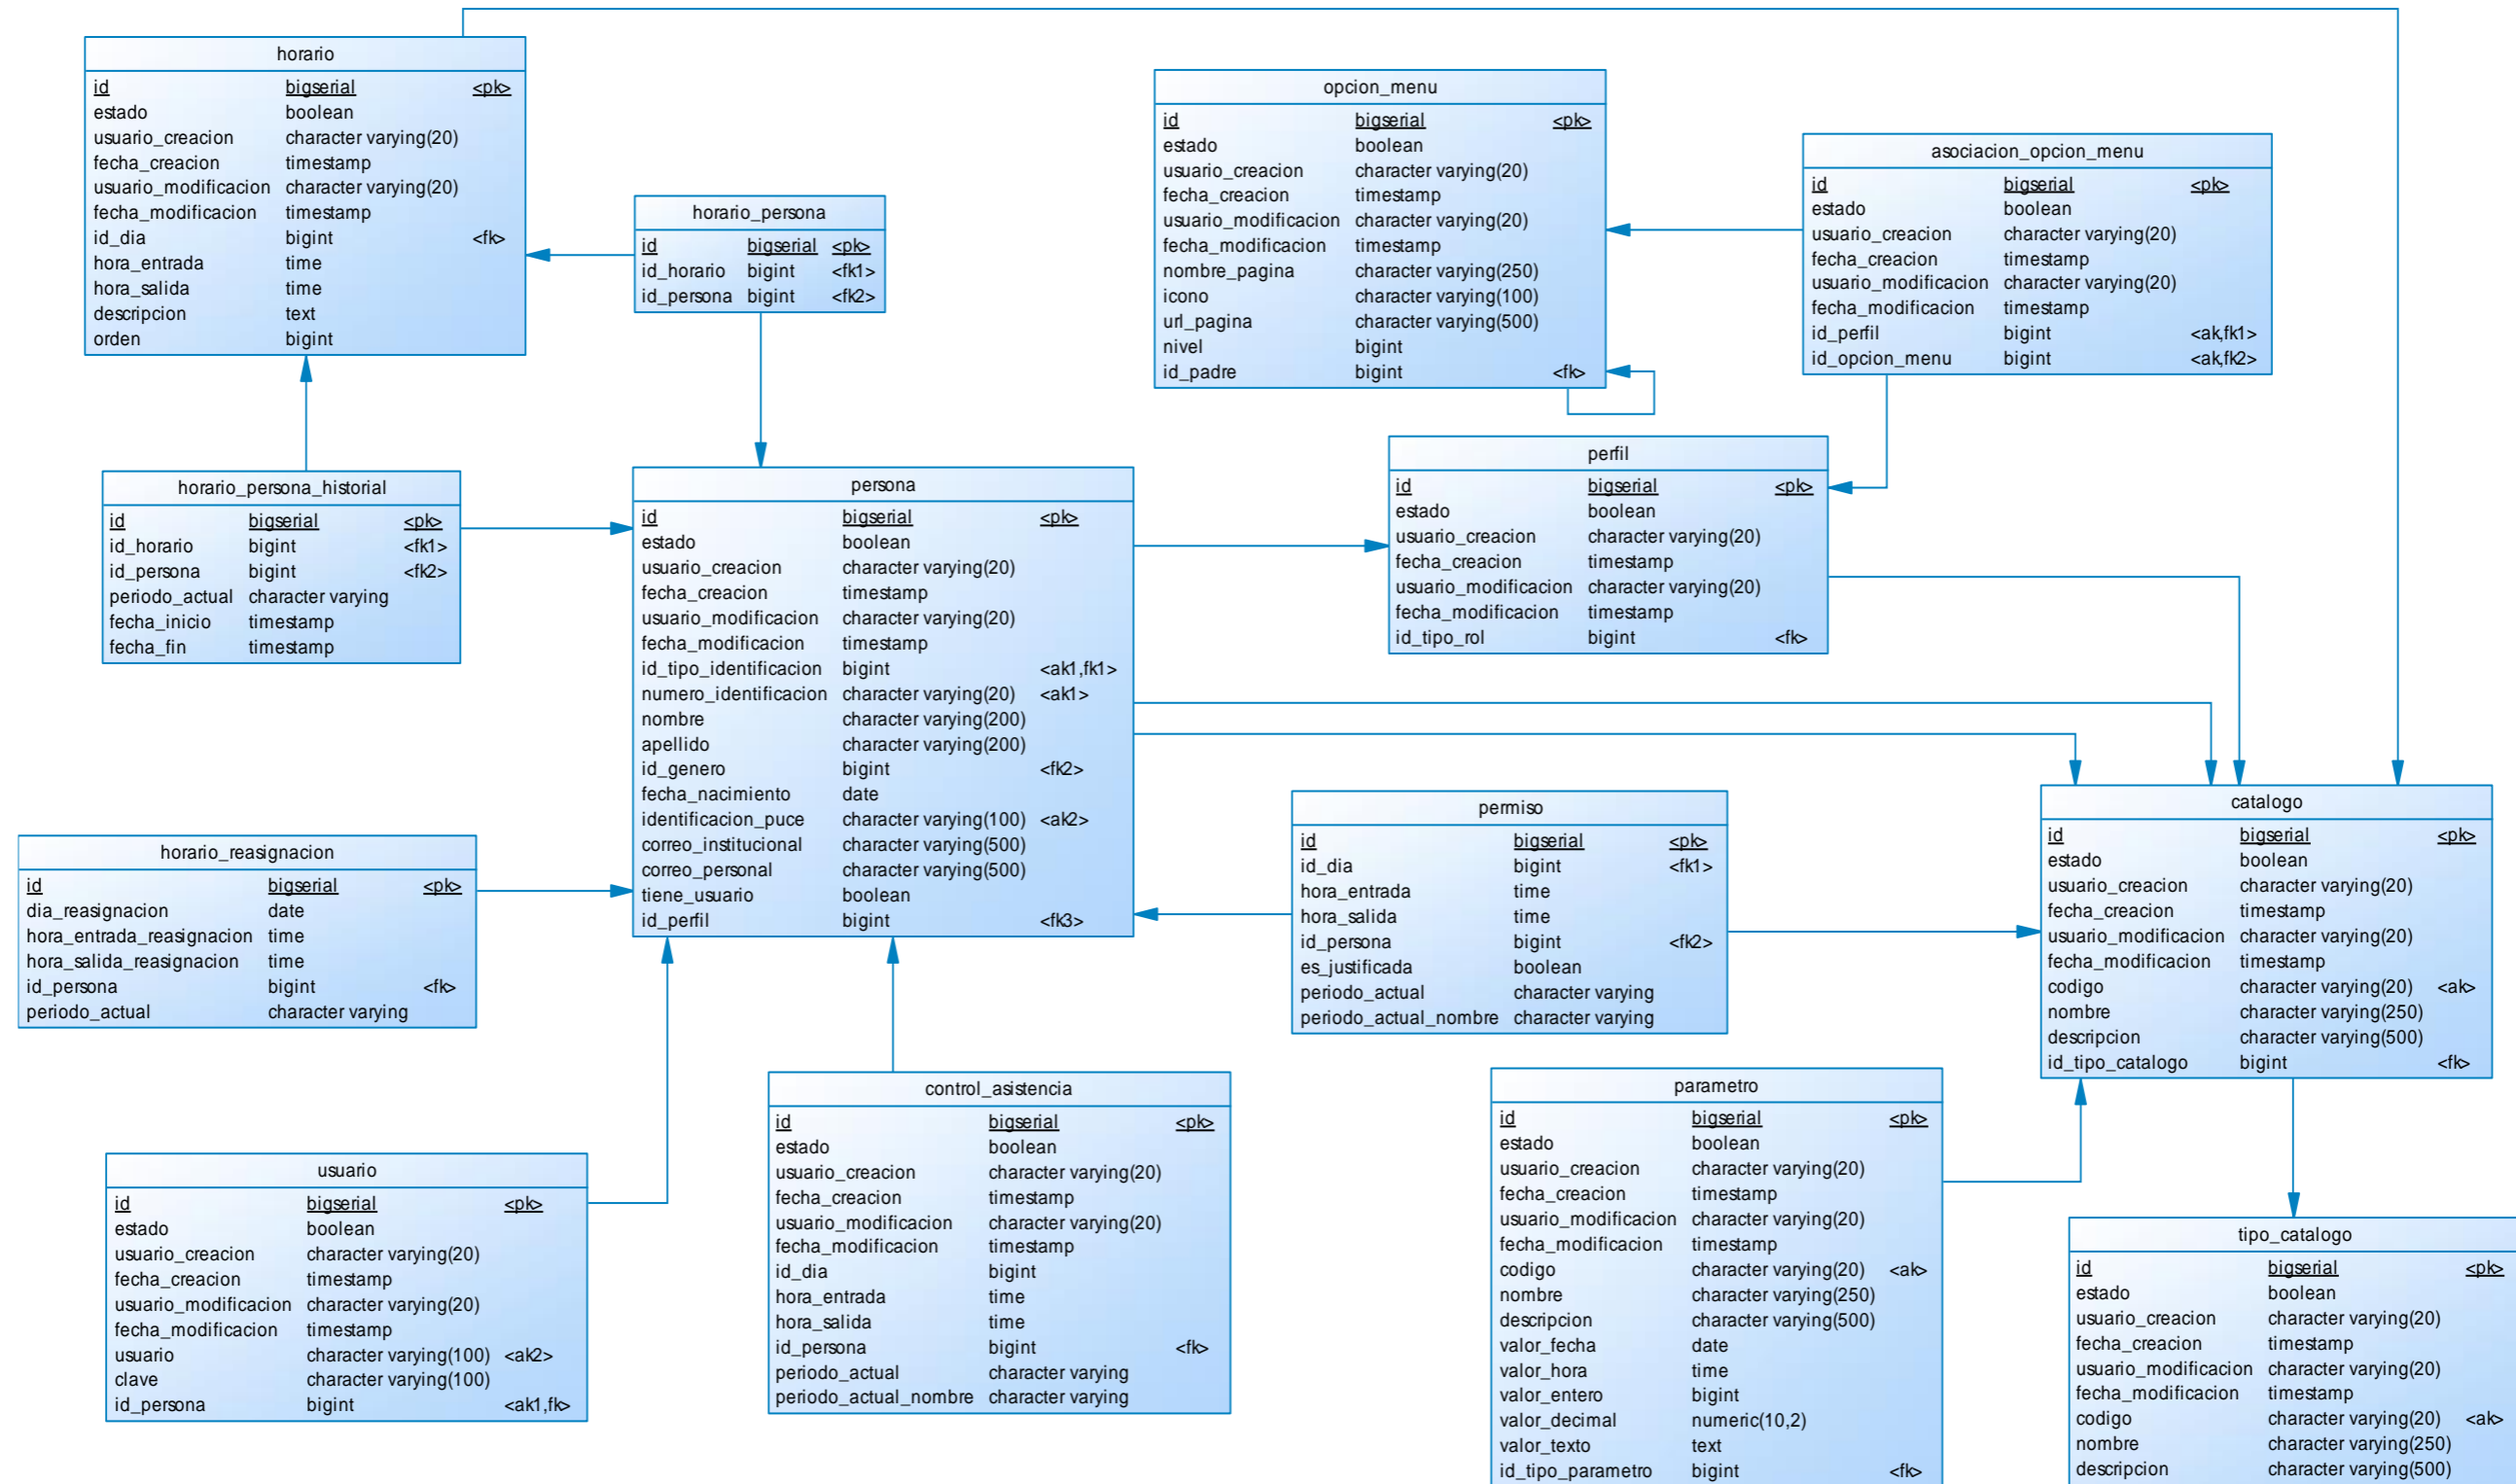 horario
id bigserial <pk>
estado boolean
usuario_creacion character varying(20)
fecha_creacion timestamp
usuario_modificacion character varying(20)
fecha_modificacion timestamp
id_dia bigint <fk>
hora_entrada time
hora_salida time
descripcion text
orden bigint
horario_persona
id bigserial <pk>
id_horario bigint <fk1>
id_persona bigint <fk2>
opcion_menu
id bigserial <pk>
estado boolean
usuario_creacion character varying(20)
fecha_creacion timestamp
usuario_modificacion character varying(20)
fecha_modificacion timestamp
nombre_pagina character varying(250)
icono character varying(100)
url_pagina character varying(500)
nivel bigint
id_padre bigint <fk>
asociacion_opcion_menu
id bigserial <pk>
estado boolean
usuario_creacion character varying(20)
fecha_creacion timestamp
usuario_modificacion character varying(20)
fecha_modificacion timestamp
id_perfil bigint <ak,fk1>
id_opcion_menu bigint <ak,fk2>
horario_persona_historial
id bigserial <pk>
id_horario bigint <fk1>
id_persona bigint <fk2>
periodo_actual character varying
fecha_inicio timestamp
fecha_fin timestamp
persona
id bigserial <pk>
estado boolean
usuario_creacion character varying(20)
fecha_creacion timestamp
usuario_modificacion character varying(20)
fecha_modificacion timestamp
id_tipo_identificacion bigint <ak1,fk1>
numero_identificacion character varying(20) <ak1>
nombre character varying(200)
apellido character varying(200)
id_genero bigint <fk2>
fecha_nacimiento date
identificacion_puce character varying(100) <ak2>
correo_institucional character varying(500)
correo_personal character varying(500)
tiene_usuario boolean
id_perfil bigint <fk3>
perfil
id bigserial <pk>
estado boolean
usuario_creacion character varying(20)
fecha_creacion timestamp
usuario_modificacion character varying(20)
fecha_modificacion timestamp
id_tipo_rol bigint <fk>
horario_reasignacion
id bigserial <pk>
dia_reasignacion date
hora_entrada_reasignacion time
hora_salida_reasignacion time
id_persona bigint <fk>
periodo_actual character varying
permiso
id bigserial <pk>
id_dia bigint <fk1>
hora_entrada time
hora_salida time
id_persona bigint <fk2>
es_justificada boolean
periodo_actual character varying
periodo_actual_nombre character varying
catalogo
id bigserial <pk>
estado boolean
usuario_creacion character varying(20)
fecha_creacion timestamp
usuario_modificacion character varying(20)
fecha_modificacion timestamp
codigo character varying(20) <ak>
nombre character varying(250)
descripcion character varying(500)
id_tipo_catalogo bigint <fk>
usuario
id bigserial <pk>
estado boolean
usuario_creacion character varying(20)
fecha_creacion timestamp
usuario_modificacion character varying(20)
fecha_modificacion timestamp
usuario character varying(100) <ak2>
clave character varying(100)
id_persona bigint <ak1,fk>
control_asistencia
id bigserial <pk>
estado boolean
usuario_creacion character varying(20)
fecha_creacion timestamp
usuario_modificacion character varying(20)
fecha_modificacion timestamp
id_dia bigint
hora_entrada time
hora_salida time
id_persona bigint <fk>
periodo_actual character varying
periodo_actual_nombre character varying
parametro
id bigserial <pk>
estado boolean
usuario_creacion character varying(20)
fecha_creacion timestamp
usuario_modificacion character varying(20)
fecha_modificacion timestamp
codigo character varying(20) <ak>
nombre character varying(250)
descripcion character varying(500)
valor_fecha date
valor_hora time
valor_entero bigint
valor_decimal numeric(10,2)
valor_texto text
id_tipo_parametro bigint <fk>
tipo_catalogo
id bigserial <pk>
estado boolean
usuario_creacion character varying(20)
fecha_creacion timestamp
usuario_modificacion character varying(20)
fecha_modificacion timestamp
codigo character varying(20) <ak>
nombre character varying(250)
descripcion character varying(500)